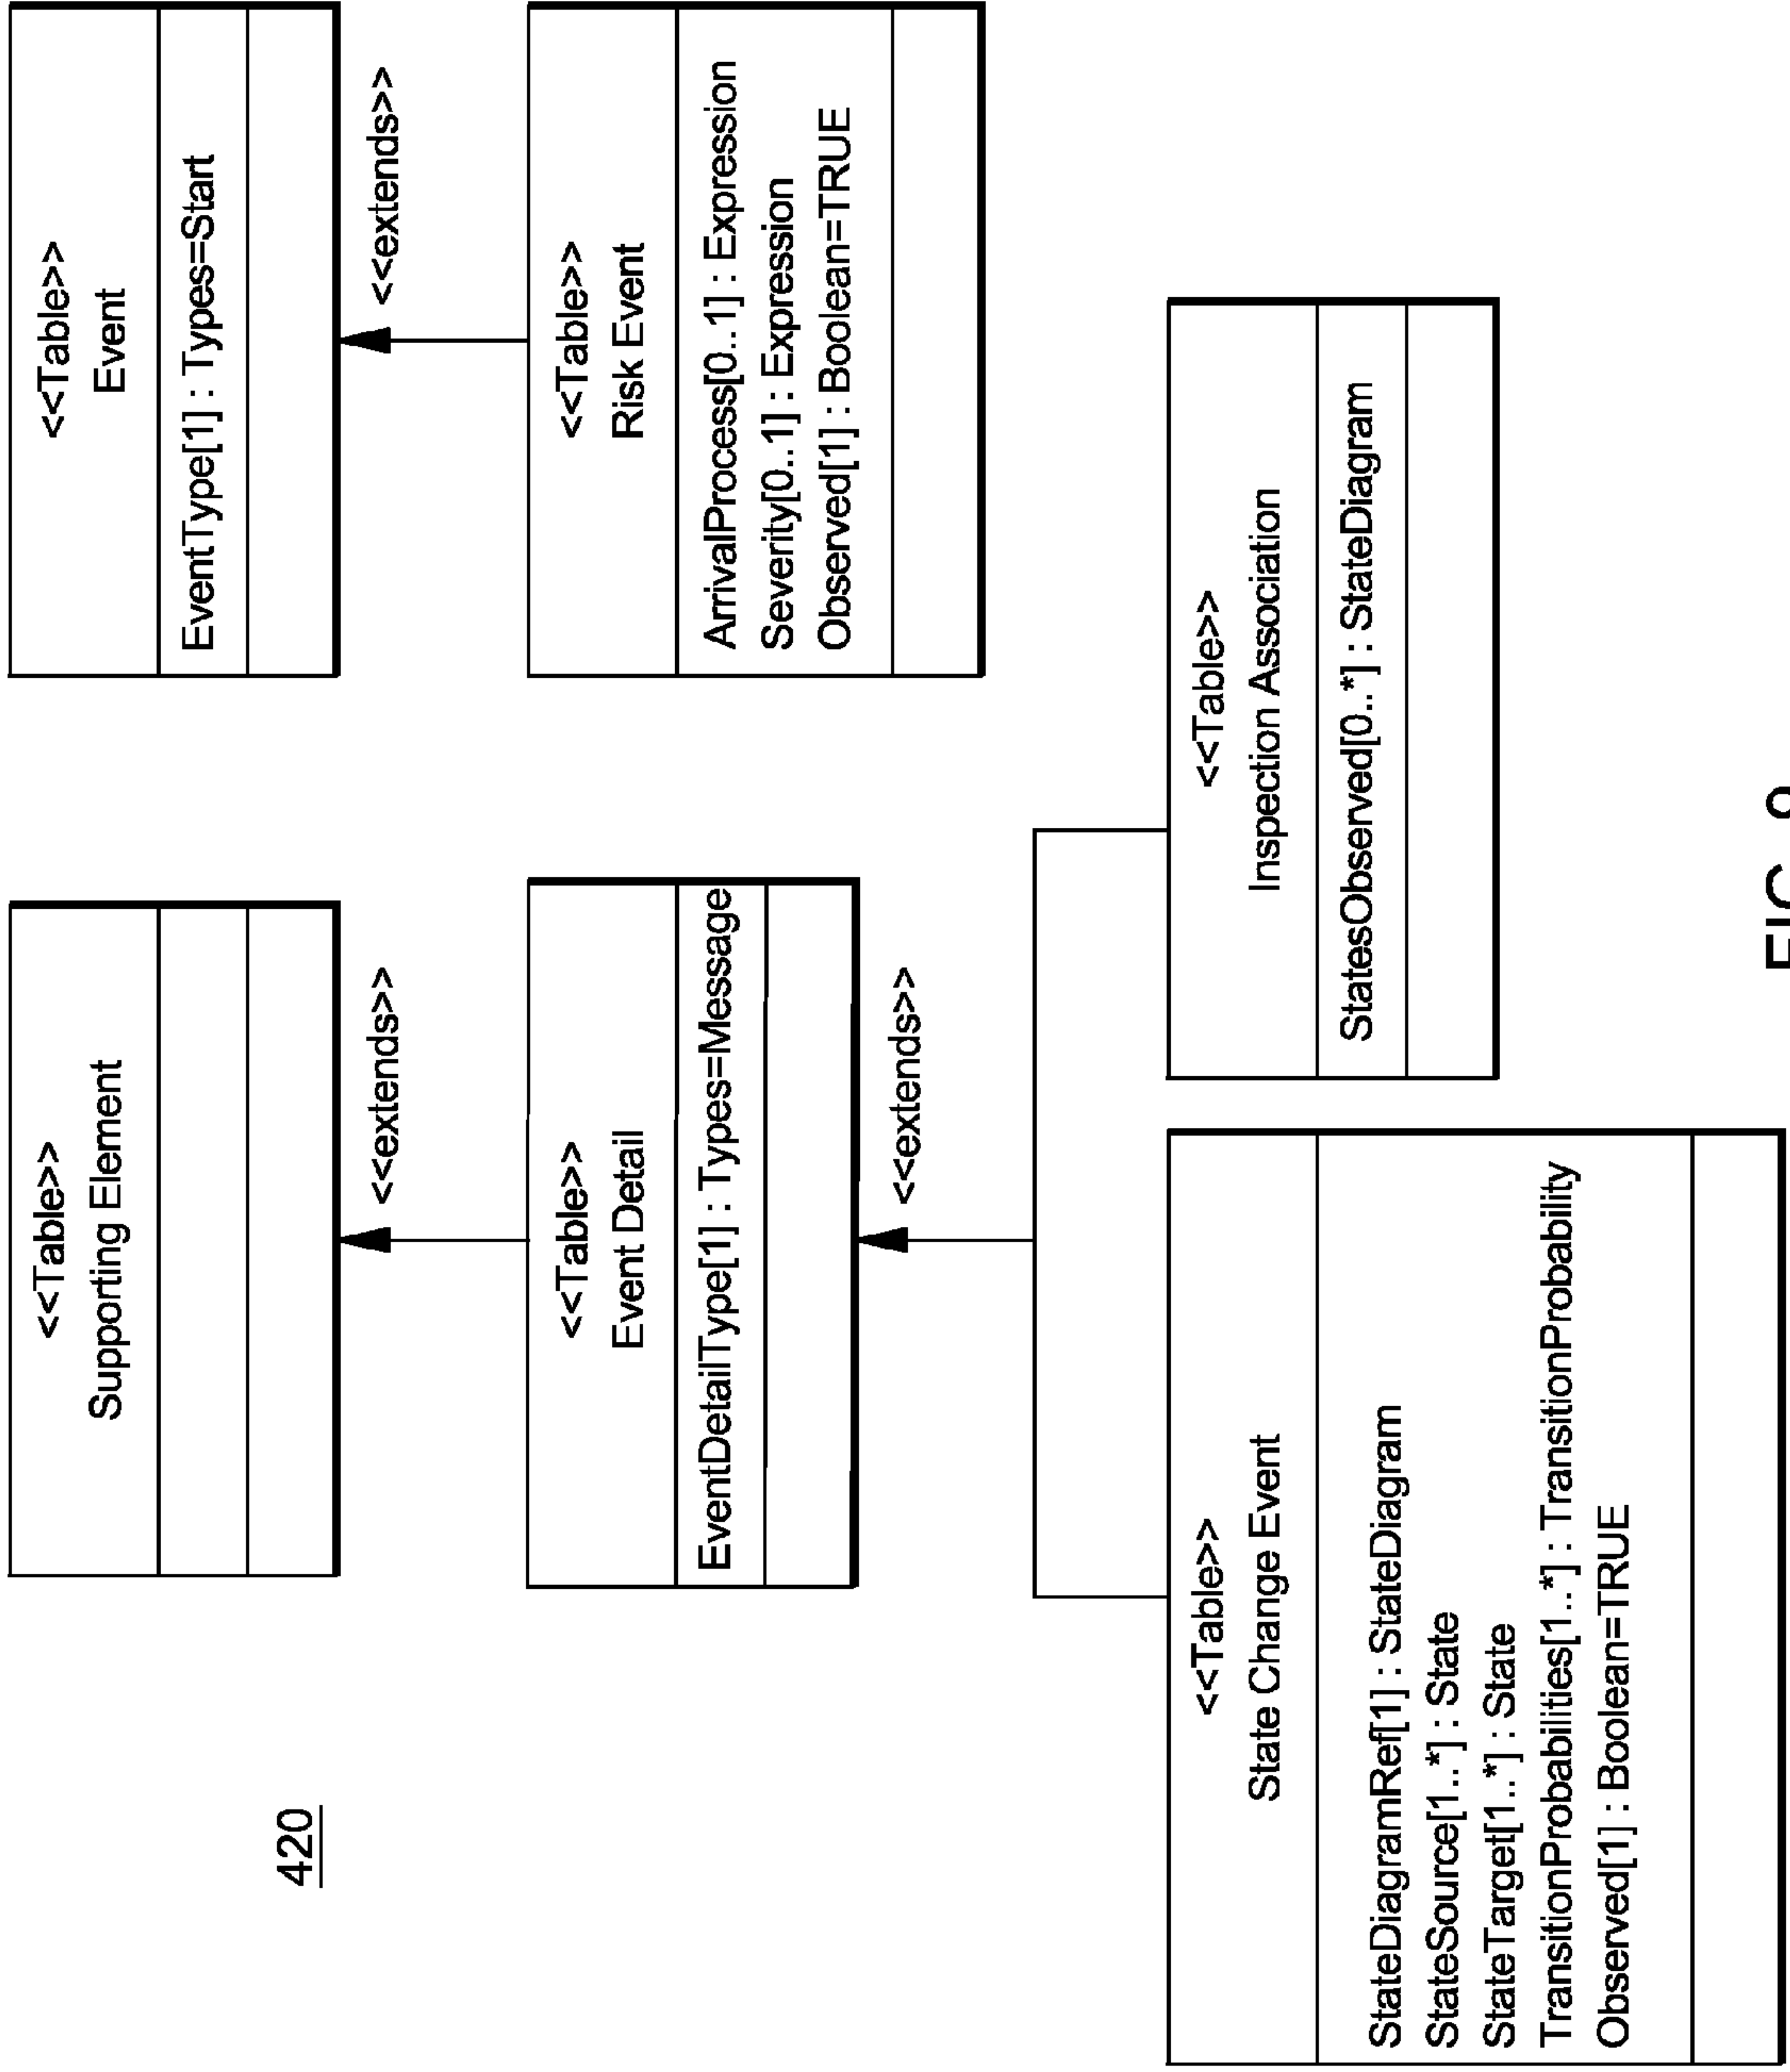 420
<<Table>>
Supporting Element
<<extends>>
<<Table>>
Event Detail
EventDetailType[1] : Types=Message
<<extends>>
<<Table>>
Event
EventType[1] : Types=Start
<<extends>>
<<Table>>
Risk Event
ArrivalProcess[0..1] : Expression
Severity[0..1] : Expression
Observed[1] : Boolean=TRUE
<<Table>>
State Change Event
StateDiagramRef[1] : StateDiagram
StateSource[1..*] : State
StateTarget[1..*] : State
TransitionProbabilities[1..*] : TransitionProbability
Observed[1] : Boolean=TRUE
<<Table>>
Inspection Association
StatesObserved[0..*] : StateDiagram
FIG